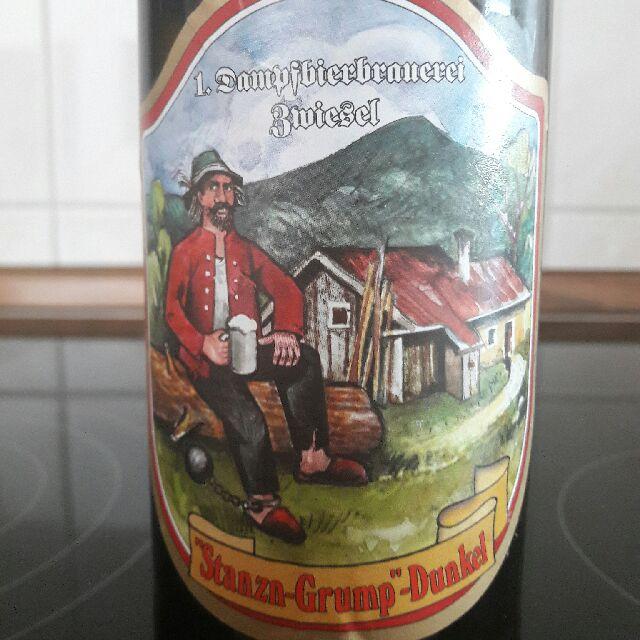 1. Dampfbierbrauerei
Zwiesel
"Stanzn-Grump"-Dunkel